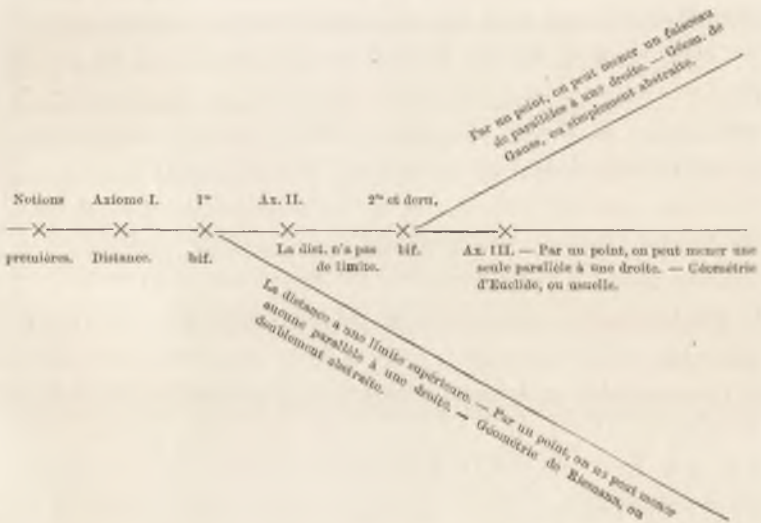 Par un point, on peut mener un faisceau
de parallèles à une droite. — Géom. de
Gauss, ou simplement abstraite.
Notions Axiome I. 1re Ax. II. 2me et dern.
premières. Distance. bif. La dist. n'a pas bif. Ax. III. — Par un point, on peut mener une
de limite. seule parallèle à une droite. — Géométrie
d'Euclide, ou usuelle.
La distance a une limite supérieure. — Par un point, on ne peut mener
aucune parallèle à une droite. — Géométrie de Riemann, ou
doublement abstraite.